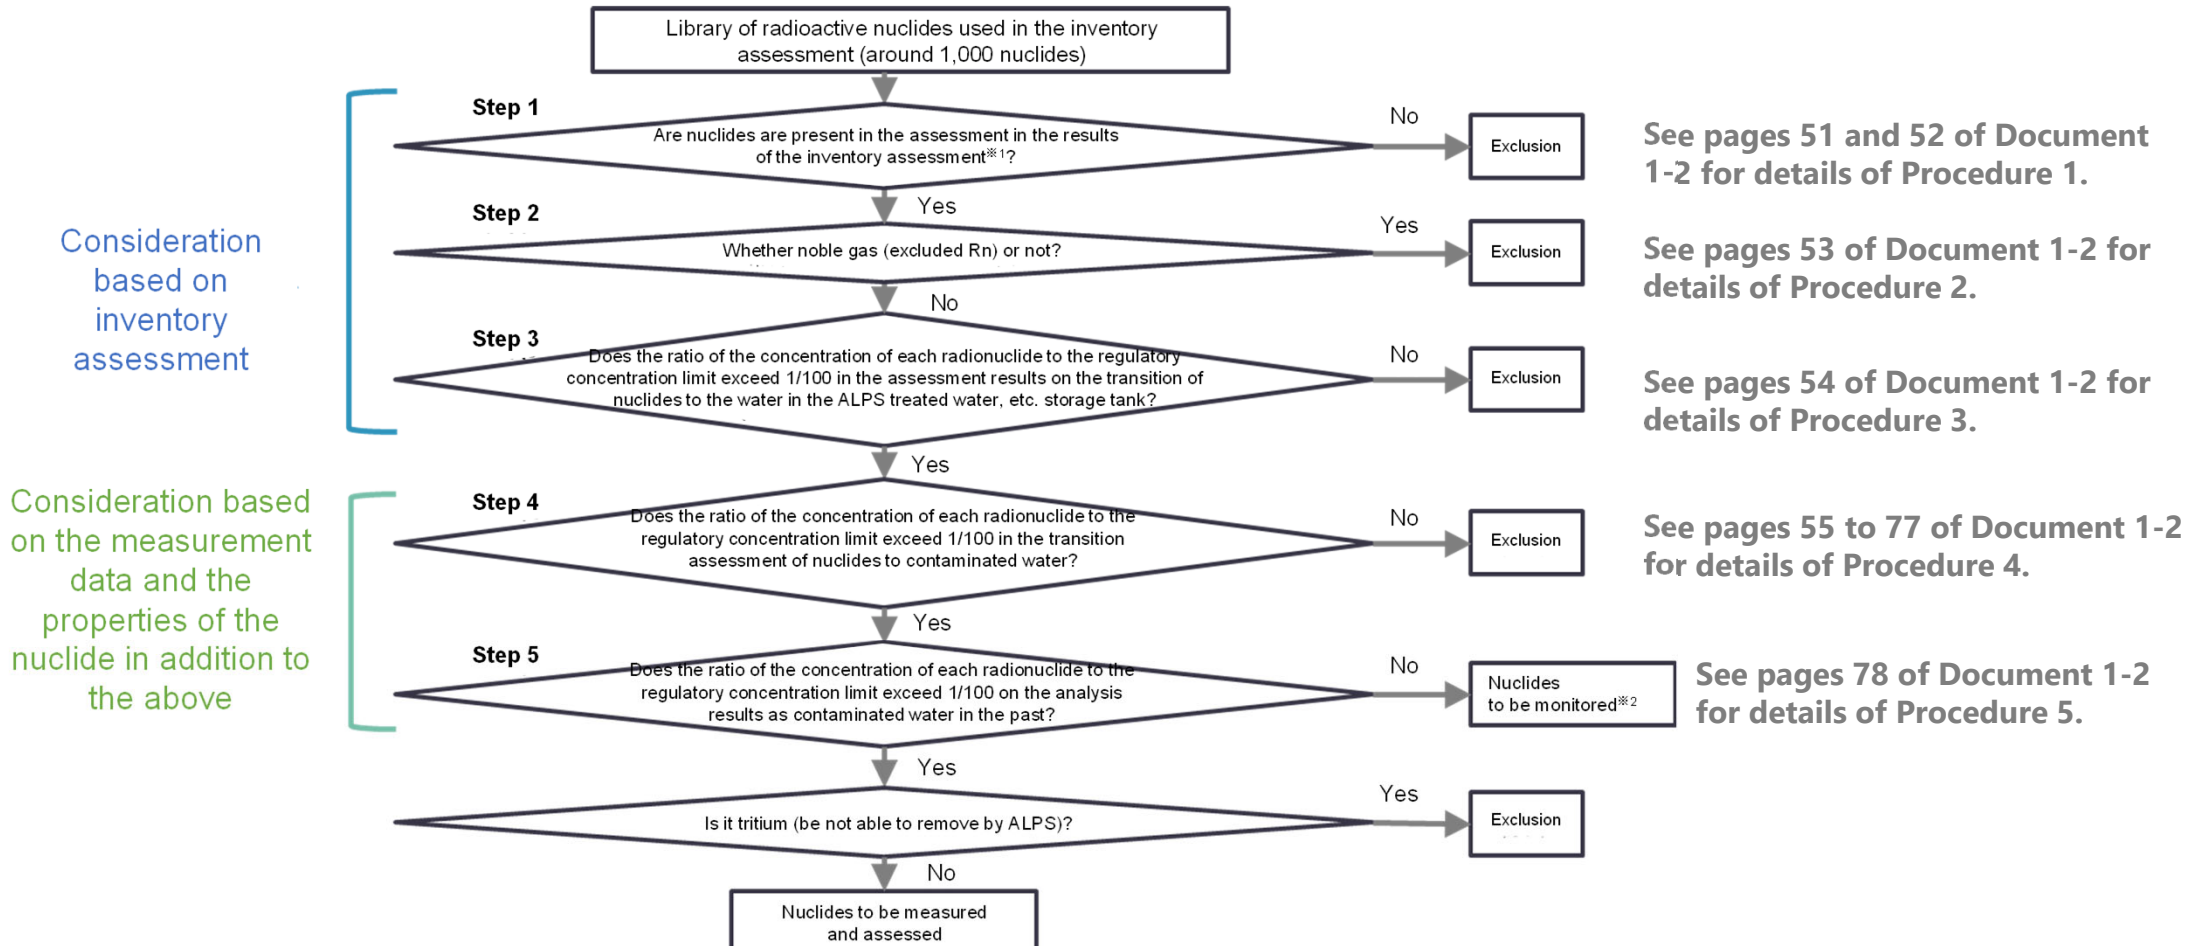 Library of radioactive nuclides used in the inventory
assessment (around 1,000 nuclides)
Step 1
Are nuclides are present in the assessment in the results
of the inventory assessment※1?
No
Exclusion
See pages 51 and 52 of Document
1-2 for details of Procedure 1.
Yes
Consideration
based on
inventory
assessment
Step 2
Whether noble gas (excluded Rn) or not?
Yes
Exclusion
See pages 53 of Document 1-2 for
details of Procedure 2.
No
Step 3
Does the ratio of the concentration of each radionuclide to the regulatory
concentration limit exceed 1/100 in the assessment results on the transition of
nuclides to the water in the ALPS treated water, etc. storage tank?
No
Exclusion
See pages 54 of Document 1-2 for
details of Procedure 3.
Yes
Consideration based
on the measurement
data and the
properties of the
nuclide in addition to
the above
Step 4
Does the ratio of the concentration of each radionuclide to the
regulatory concentration limit exceed 1/100 in the transition
assessment of nuclides to contaminated water?
No
Exclusion
See pages 55 to 77 of Document 1-2
for details of Procedure 4.
Yes
Step 5
Does the ratio of the concentration of each radionuclide to the
regulatory concentration limit exceed 1/100 on the analysis
results as contaminated water in the past?
No
Nuclides
to be monitored※2
See pages 78 of Document 1-2
for details of Procedure 5.
Yes
Is it tritium (be not able to remove by ALPS)?
Yes
Exclusion
No
Nuclides to be measured
and assessed